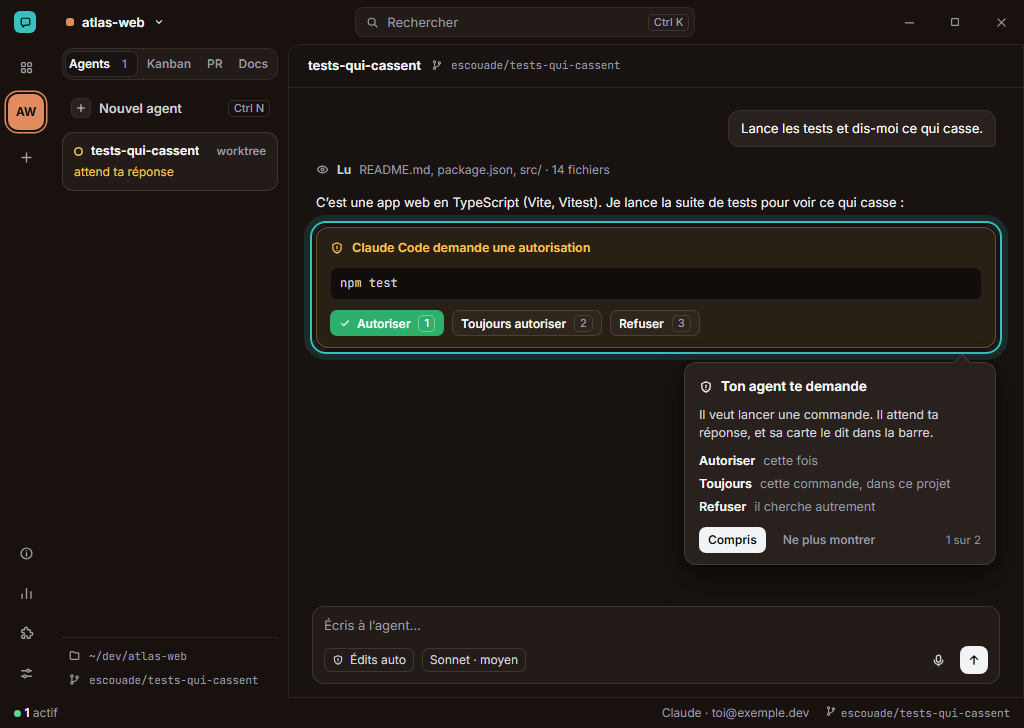 atlas-web
Rechercher
Ctrl K
Agents 1 Kanban PR Docs
AW
Nouvel agent
Ctrl N
tests-qui-cassent
worktree
attend ta réponse
~/dev/atlas-web
escouade/tests-qui-cassent
1 actif
tests-qui-cassent
escouade/tests-qui-cassent
Lance les tests et dis-moi ce qui casse.
Lu README.md, package.json, src/ · 14 fichiers
C’est une app web en TypeScript (Vite, Vitest). Je lance la suite de tests pour voir ce qui casse :
Claude Code demande une autorisation
npm test
Autoriser 1
Toujours autoriser 2
Refuser 3
Ton agent te demande
Il veut lancer une commande. Il attend ta
réponse, et sa carte le dit dans la barre.
Autoriser cette fois
Toujours cette commande, dans ce projet
Refuser il cherche autrement
Compris
Ne plus montrer
1 sur 2
Écris à l’agent...
Édits auto
Sonnet · moyen
Claude · toi@exemple.dev
escouade/tests-qui-cassent